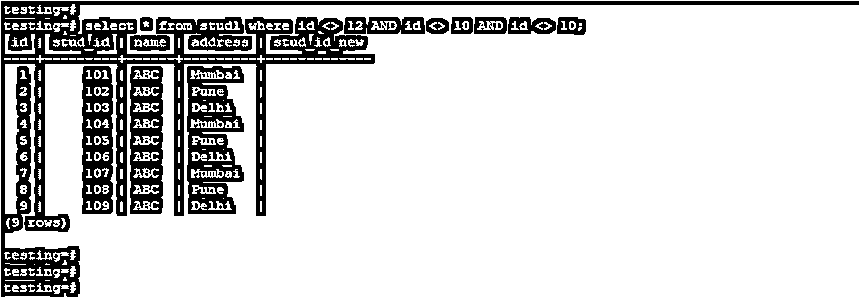 testing=#
testing=# select * from stud1 where id <> 12 AND id <> 10 AND id <> 10;
id | stud_id | name | address | stud_id_new
----+---------+------+---------+-------------
1 | 101 | ABC | Mumbai |
2 | 102 | ABC | Pune |
3 | 103 | ABC | Delhi |
4 | 104 | ABC | Mumbai |
5 | 105 | ABC | Pune |
6 | 106 | ABC | Delhi |
7 | 107 | ABC | Mumbai |
8 | 108 | ABC | Pune |
9 | 109 | ABC | Delhi |
(9 rows)
testing=#
testing=#
testing=#